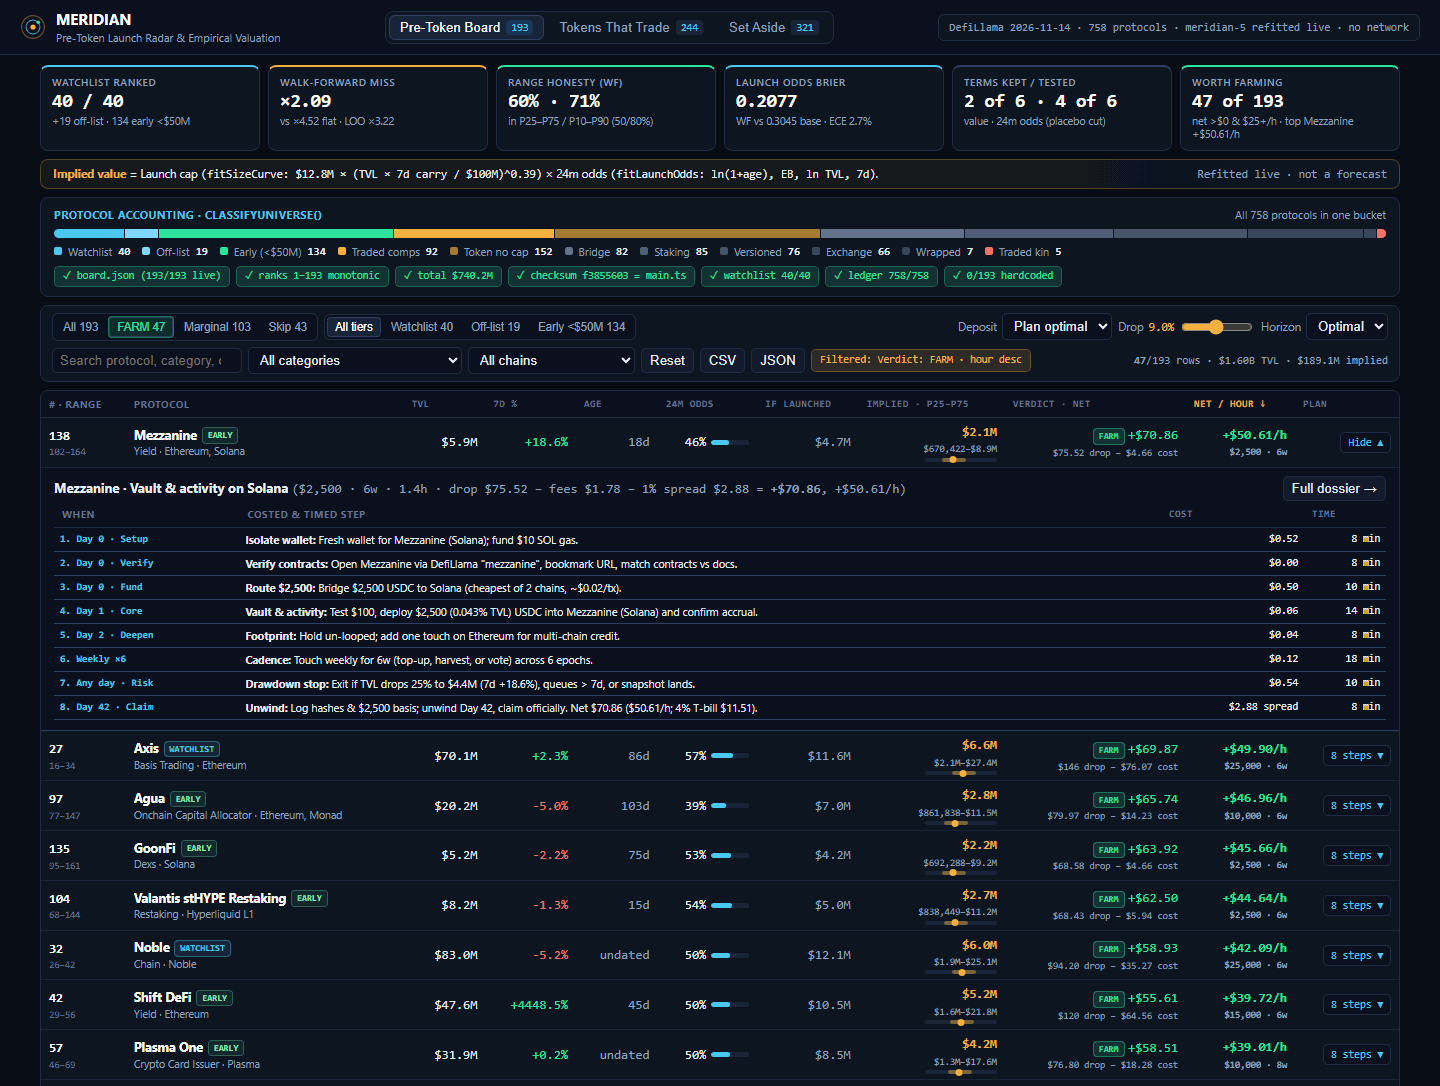 MERIDIAN
Pre-Token Launch Radar & Empirical Valuation
Pre-Token Board 193
Tokens That Trade 244
Set Aside 321
DefiLlama 2026-11-14 · 758 protocols · meridian-5 refitted live · no network
WATCHLIST RANKED
40 / 40
+19 off-list · 134 early <$50M
WALK-FORWARD MISS
×2.09
vs ×4.52 flat · LOO ×3.22
RANGE HONESTY (WF)
60% · 71%
in P25–P75 / P10–P90 (50/80%)
LAUNCH ODDS BRIER
0.2077
WF vs 0.3045 base · ECE 2.7%
TERMS KEPT / TESTED
2 of 6 · 4 of 6
value · 24m odds (placebo cut)
WORTH FARMING
47 of 193
net >$0 & $25+/h · top Mezzanine
+$50.61/h
Implied value = Launch cap (fitSizeCurve: $12.8M × (TVL × 7d carry / $100M)^0.39) × 24m odds (fitLaunchOdds: ln(1+age), EB, ln TVL, 7d).
Refitted live · not a forecast
PROTOCOL ACCOUNTING · CLASSIFYUNIVERSE()
All 758 protocols in one bucket
Watchlist 40
Off-list 19
Early (<$50M) 134
Traded comps 92
Token no cap 152
Bridge 82
Staking 85
Versioned 76
Exchange 66
Wrapped 7
Traded kin 5
✓ board.json (193/193 live)
✓ ranks 1–193 monotonic
✓ total $740.2M
✓ checksum f3855603 = main.ts
✓ watchlist 40/40
✓ ledger 758/758
✓ 0/193 hardcoded
All 193 FARM 47 Marginal 103 Skip 43
All tiers Watchlist 40 Off-list 19 Early <$50M 134
Deposit Plan optimal Drop 9.0% Horizon Optimal
Search protocol, category, c
All categories
All chains
Reset
CSV
JSON
Filtered: Verdict: FARM · hour desc
47/193 rows · $1.60B TVL · $189.1M implied
# · RANGE PROTOCOL TVL 7D % AGE 24M ODDS IF LAUNCHED IMPLIED · P25–P75 VERDICT · NET NET / HOUR ↓ PLAN
138 Mezzanine EARLY $5.9M +18.6% 18d 46% $4.7M $2.1M FARM +$70.86 +$50.61/h Hide ▲
102–164 Yield · Ethereum, Solana $670,422–$8.9M $75.52 drop − $4.66 cost $2,500 · 6w
Mezzanine · Vault & activity on Solana ($2,500 · 6w · 1.4h · drop $75.52 − fees $1.78 − 1% spread $2.88 = +$70.86, +$50.61/h)
Full dossier →
WHEN COSTED & TIMED STEP COST TIME
1. Day 0 · Setup Isolate wallet: Fresh wallet for Mezzanine (Solana); fund $10 SOL gas. $0.52 8 min
2. Day 0 · Verify Verify contracts: Open Mezzanine via DefiLlama "mezzanine", bookmark URL, match contracts vs docs. $0.00 8 min
3. Day 0 · Fund Route $2,500: Bridge $2,500 USDC to Solana (cheapest of 2 chains, ~$0.02/tx). $0.50 10 min
4. Day 1 · Core Vault & activity: Test $100, deploy $2,500 (0.043% TVL) USDC into Mezzanine (Solana) and confirm accrual. $0.06 14 min
5. Day 2 · Deepen Footprint: Hold un-looped; add one touch on Ethereum for multi-chain credit. $0.04 8 min
6. Weekly ×6 Cadence: Touch weekly for 6w (top-up, harvest, or vote) across 6 epochs. $0.12 18 min
7. Any day · Risk Drawdown stop: Exit if TVL drops 25% to $4.4M (7d +18.6%), queues > 7d, or snapshot lands. $0.54 10 min
8. Day 42 · Claim Unwind: Log hashes & $2,500 basis; unwind Day 42, claim officially. Net $70.86 ($50.61/h; 4% T-bill $11.51). $2.88 spread 8 min
27 Axis WATCHLIST $70.1M +2.3% 86d 57% $11.6M $6.6M FARM +$69.87 +$49.90/h 8 steps ▼
16–34 Basis Trading · Ethereum $2.1M–$27.4M $146 drop − $76.07 cost $25,000 · 6w
97 Agua EARLY $20.2M -5.0% 103d 39% $7.0M $2.8M FARM +$65.74 +$46.96/h 8 steps ▼
77–147 Onchain Capital Allocator · Ethereum, Monad $861,838–$11.5M $79.97 drop − $14.23 cost $10,000 · 6w
135 GoonFi EARLY $5.2M -2.2% 75d 53% $4.2M $2.2M FARM +$63.92 +$45.66/h 8 steps ▼
95–161 Dexs · Solana $692,288–$9.2M $68.58 drop − $4.66 cost $2,500 · 6w
104 Valantis stHYPE Restaking EARLY $8.2M -1.3% 15d 54% $5.0M $2.7M FARM +$62.50 +$44.64/h 8 steps ▼
68–144 Restaking · Hyperliquid L1 $838,449–$11.2M $68.43 drop − $5.94 cost $2,500 · 6w
32 Noble WATCHLIST $83.0M -5.2% undated 50% $12.1M $6.0M FARM +$58.93 +$42.09/h 8 steps ▼
26–42 Chain · Noble $1.9M–$25.1M $94.20 drop − $35.27 cost $25,000 · 6w
42 Shift DeFi EARLY $47.6M +4448.5% 45d 50% $10.5M $5.2M FARM +$55.61 +$39.72/h 8 steps ▼
29–56 Yield · Ethereum $1.6M–$21.8M $120 drop − $64.56 cost $15,000 · 6w
57 Plasma One EARLY $31.9M +0.2% undated 50% $8.5M $4.2M FARM +$58.51 +$39.01/h 8 steps ▼
46–69 Crypto Card Issuer · Plasma $1.3M–$17.6M $76.80 drop − $18.28 cost $10,000 · 8w